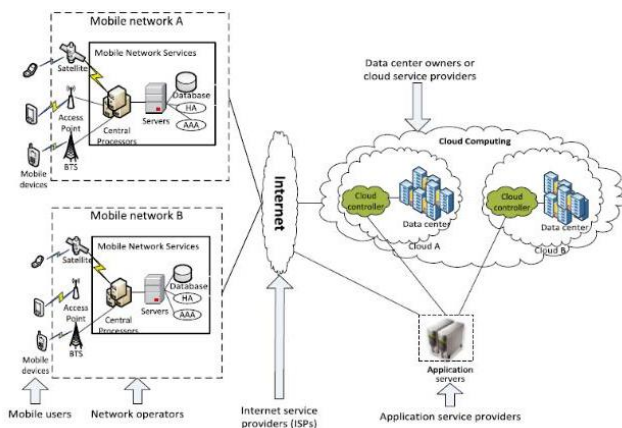 Mobile network A
Mobile Network Services
Satellite
Database
HA
AAA
Access
Point
Central
Processors
Servers
Mobile
devices
BTS
Mobile network B
Mobile Network Services
Satellite
Database
HA
AAA
Access
Point
Central
Processors
Servers
Mobile
devices
BTS
Mobile users
Network operators
Internet
Internet service
providers (ISPs)
Data center owners or
cloud service providers
Cloud Computing
Cloud
controller
Data center
Cloud A
Cloud
controller
Data center
Cloud B
Application
servers
Application service providers